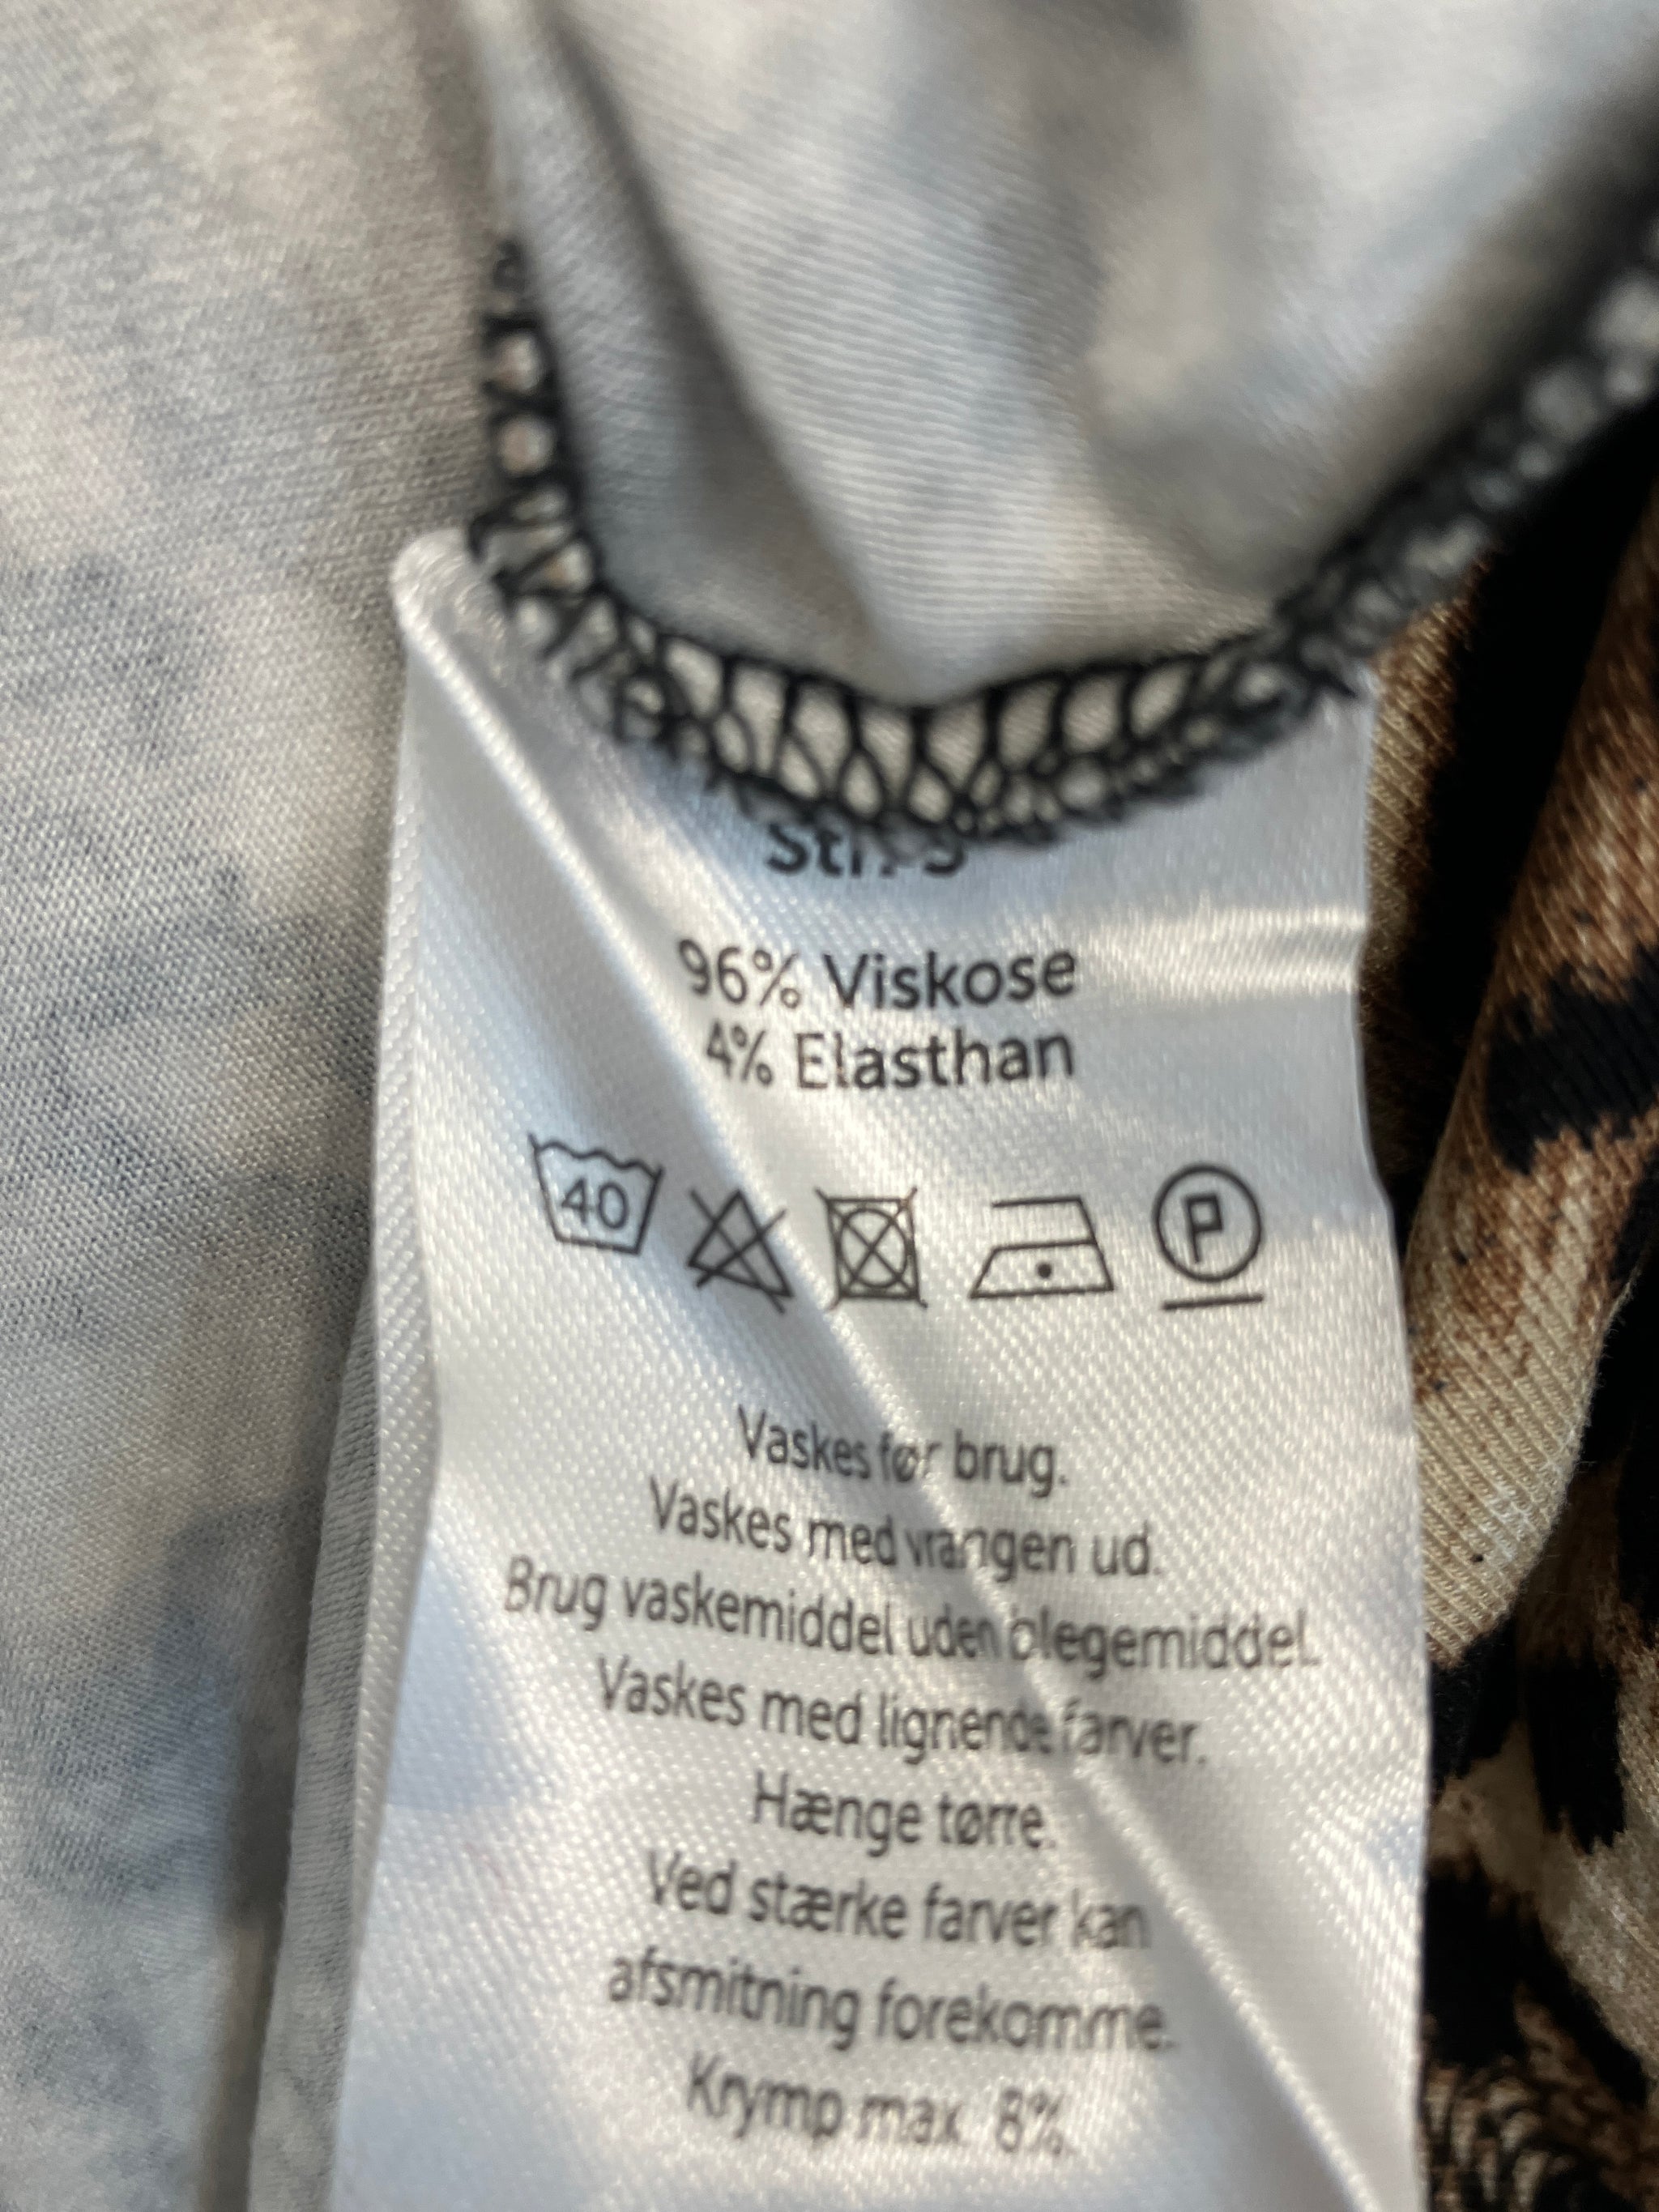 Str. S
96% Viskose
4% Elasthan
40 P
Vaskes før brug.
Vaskes med vrangen ud.
Brug vaskemiddel uden blegemiddel.
Vaskes med lignende farver.
Hænge tørre.
Ved stærke farver kan
afsmitning forekomme.
Krymp max. 8%.